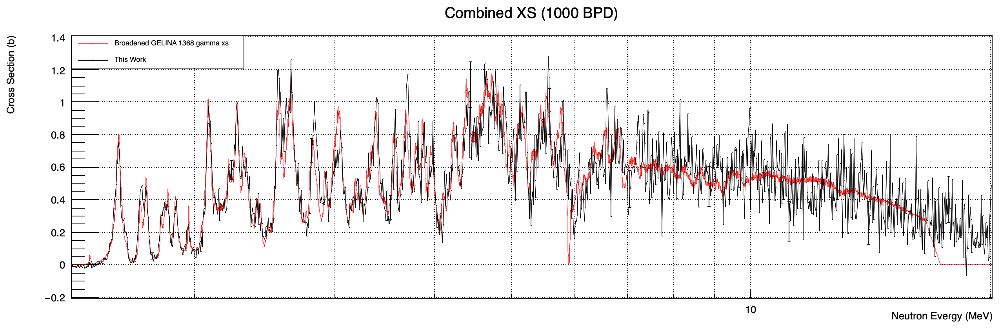 Combined XS (1000 BPD)
Cross Section (b)
Broadened GELINA 1368 gamma xs
This Work
1.4
1.2
1
0.8
0.6
0.4
0.2
0
−0.2
10
Neutron Evergy (MeV)